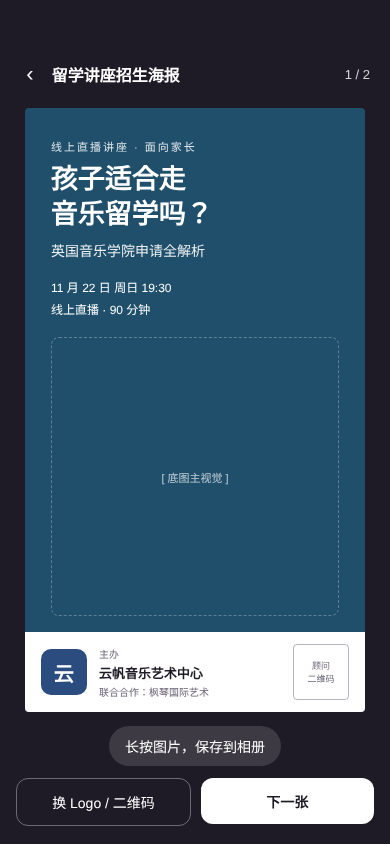 ‹ 留学讲座招生海报 1 / 2
线上直播讲座 · 面向家长
孩子适合走
音乐留学吗？
英国音乐学院申请全解析
11 月 22 日 周日 19:30
线上直播 · 90 分钟
[ 底图主视觉 ]
云
主办
云帆音乐艺术中心
联合合作：枫琴国际艺术
顾问
二维码
长按图片，保存到相册
换 Logo / 二维码
下一张